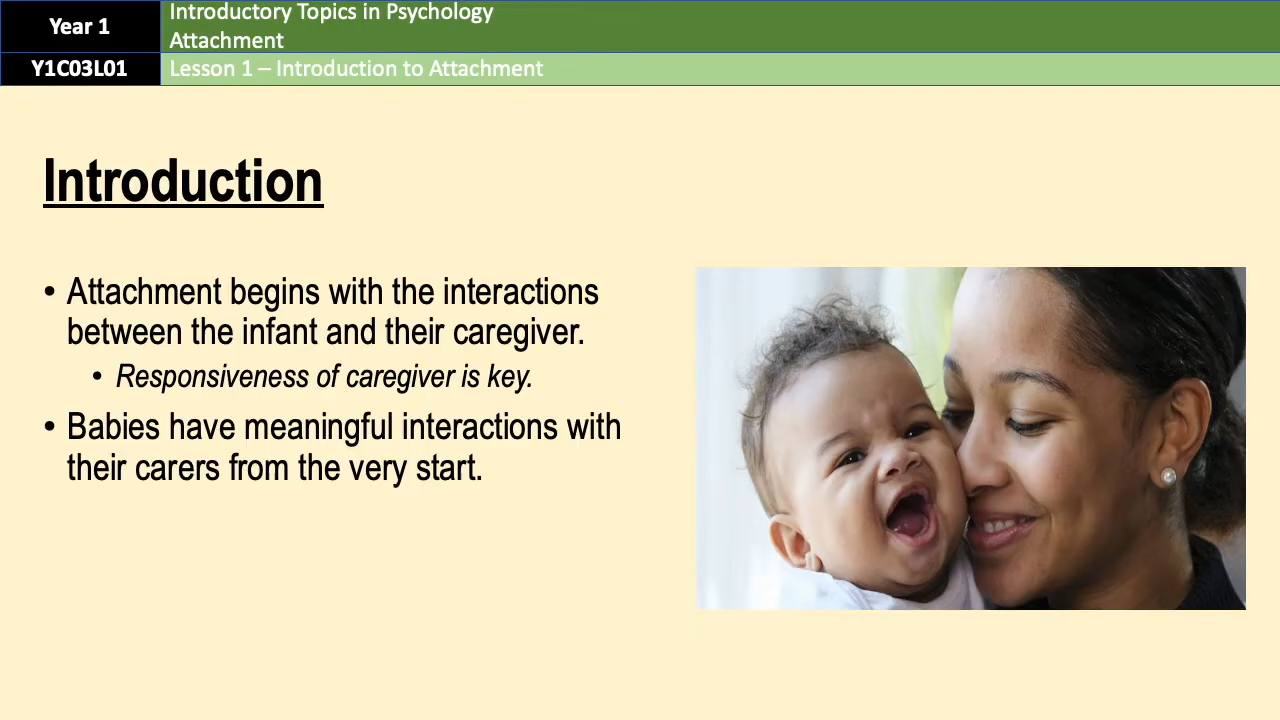 Year 1
Introductory Topics in Psychology
Attachment
Y1C03L01
Lesson 1 – Introduction to Attachment
Introduction
• Attachment begins with the interactions
between the infant and their caregiver.
• Responsiveness of caregiver is key.
• Babies have meaningful interactions with
their carers from the very start.